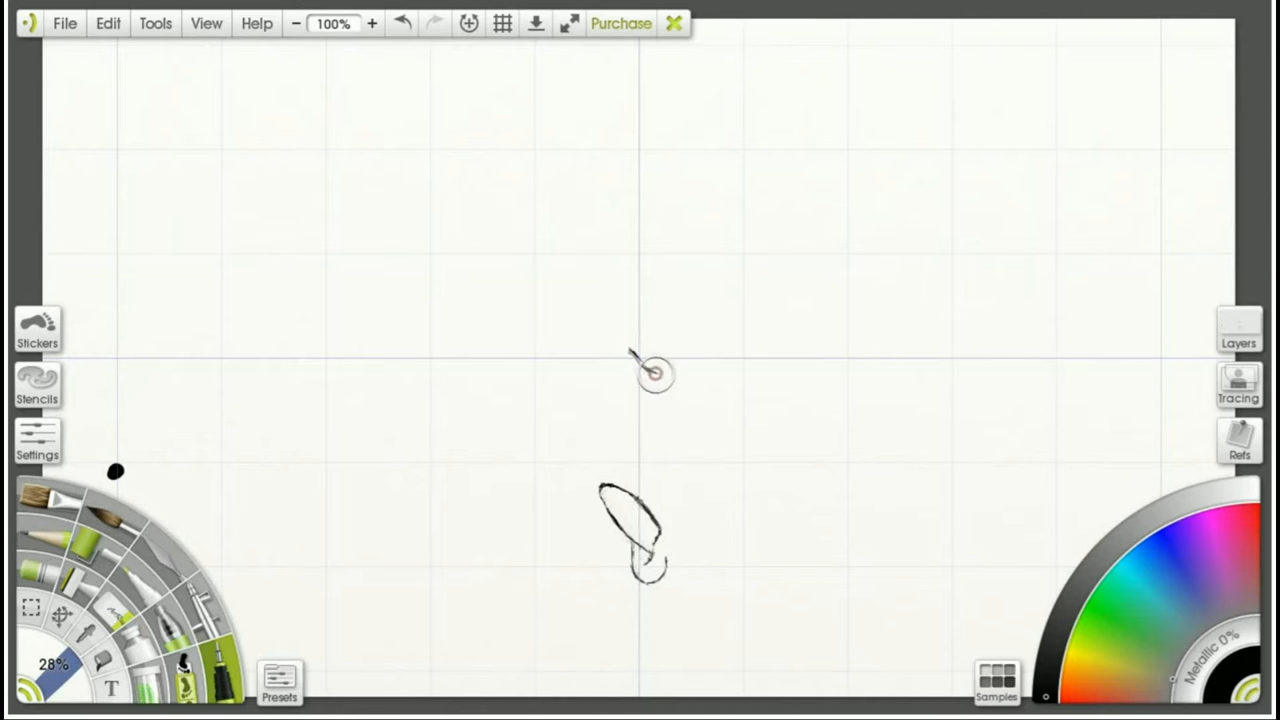 File Edit Tools View Help − 100% + Purchase
Stickers
Layers
Stencils
Tracing
Settings
Refs
28%
T
Metallic 0%
Presets
Samples